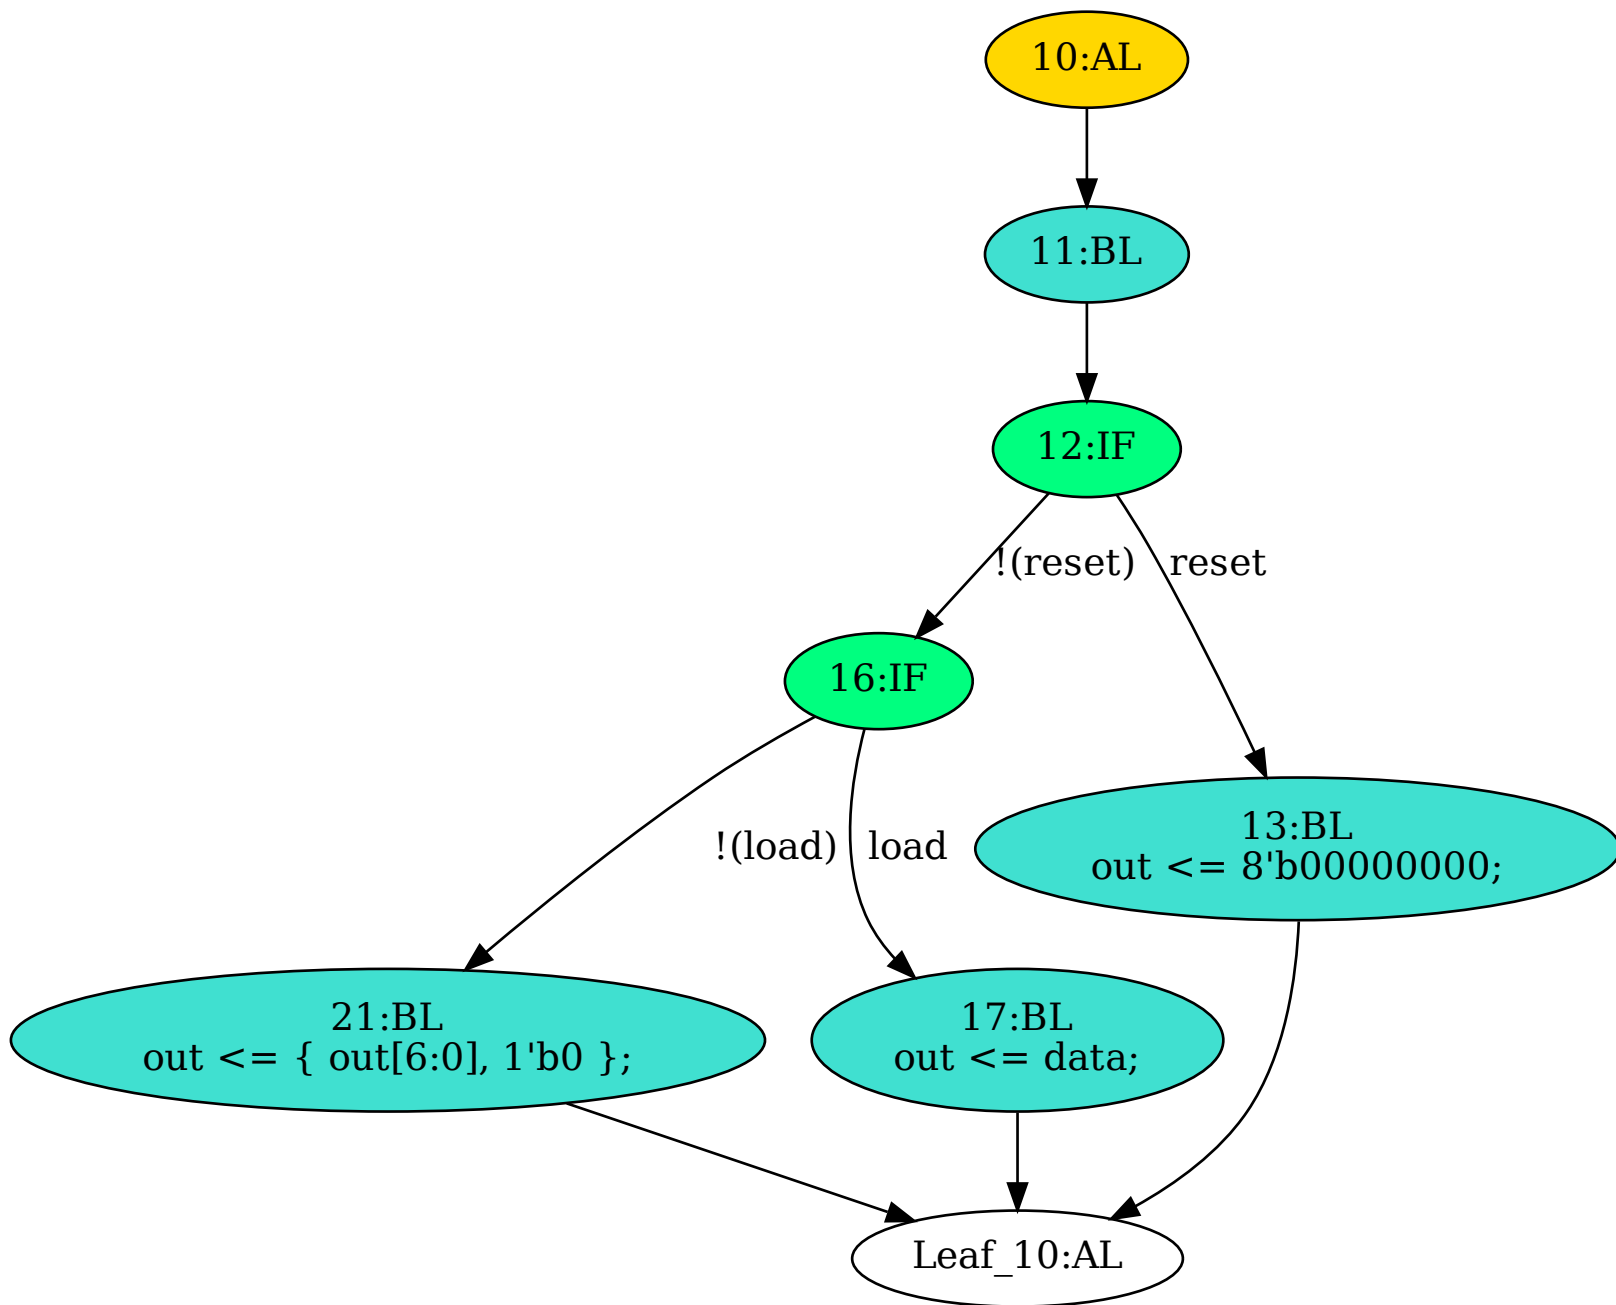 10:AL
11:BL
12:IF
!(reset)
reset
16:IF
!(load)
load
13:BL
out <= 8'b00000000;
21:BL
out <= { out[6:0], 1'b0 };
17:BL
out <= data;
Leaf_10:AL